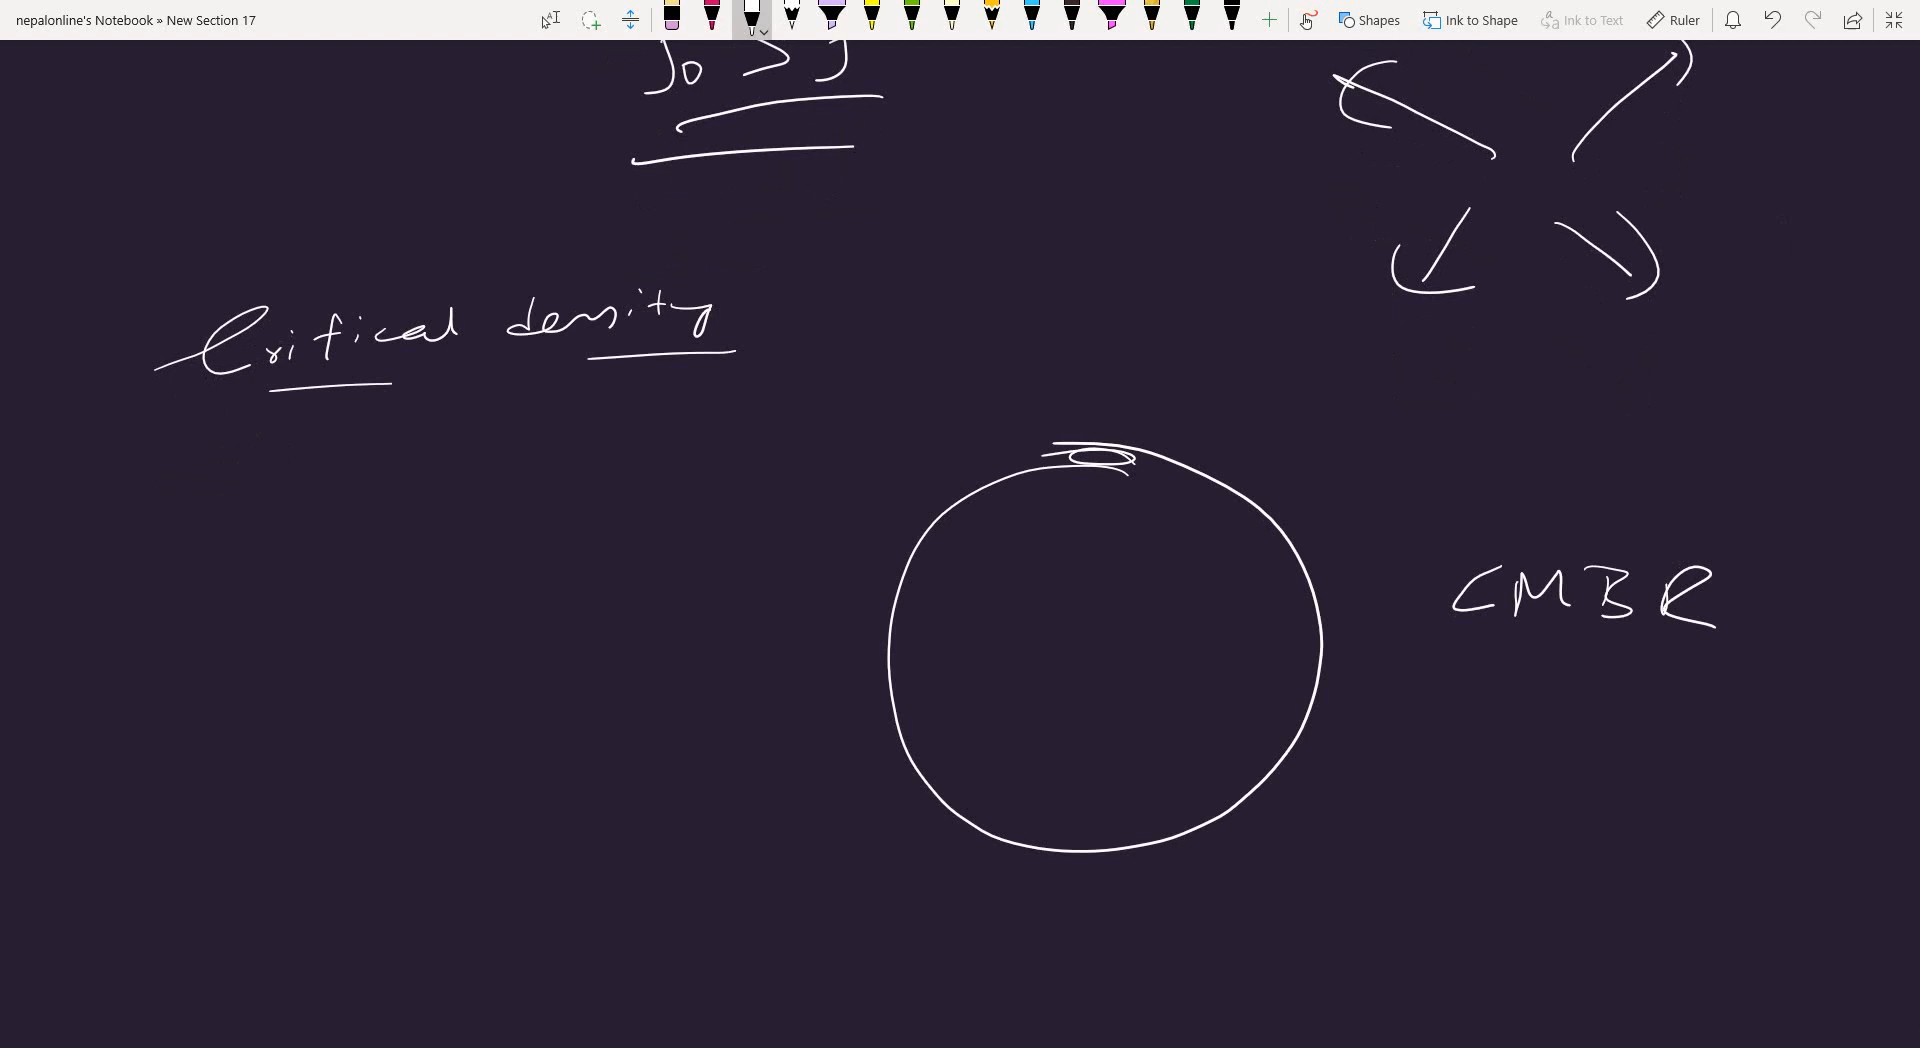 nepalonline's Notebook » New Section 17
Shapes
Ink to Shape
Ink to Text
Ruler
Critical density
CMBR